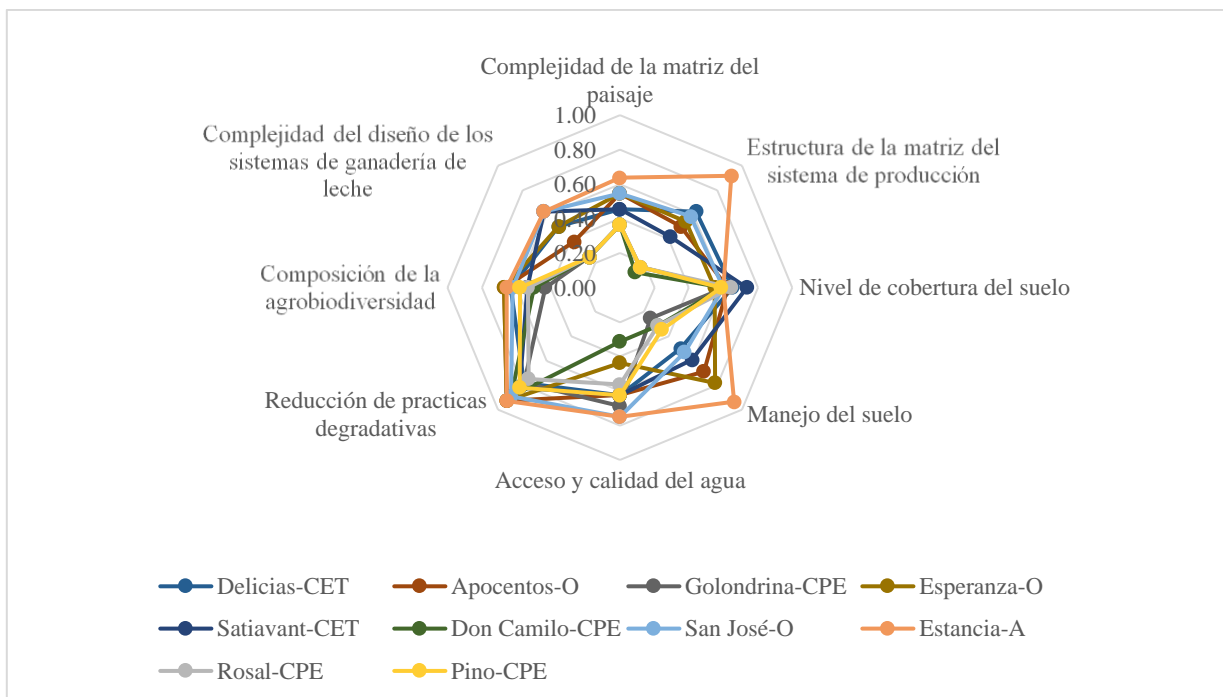 Complejidad de la matriz del
paisaje
1.00
Complejidad del diseño de los
sistemas de ganadería de
leche
0.80
Estructura de la matriz del
sistema de producción
0.60
0.40
0.20
Composición de la
agrobiodiversidad
0.00
Nivel de cobertura del suelo
Reducción de practicas
degradativas
Manejo del suelo
Acceso y calidad del agua
Delicias-CET
Apocentos-O
Golondrina-CPE
Esperanza-O
Satiavant-CET
Don Camilo-CPE
San José-O
Estancia-A
Rosal-CPE
Pino-CPE